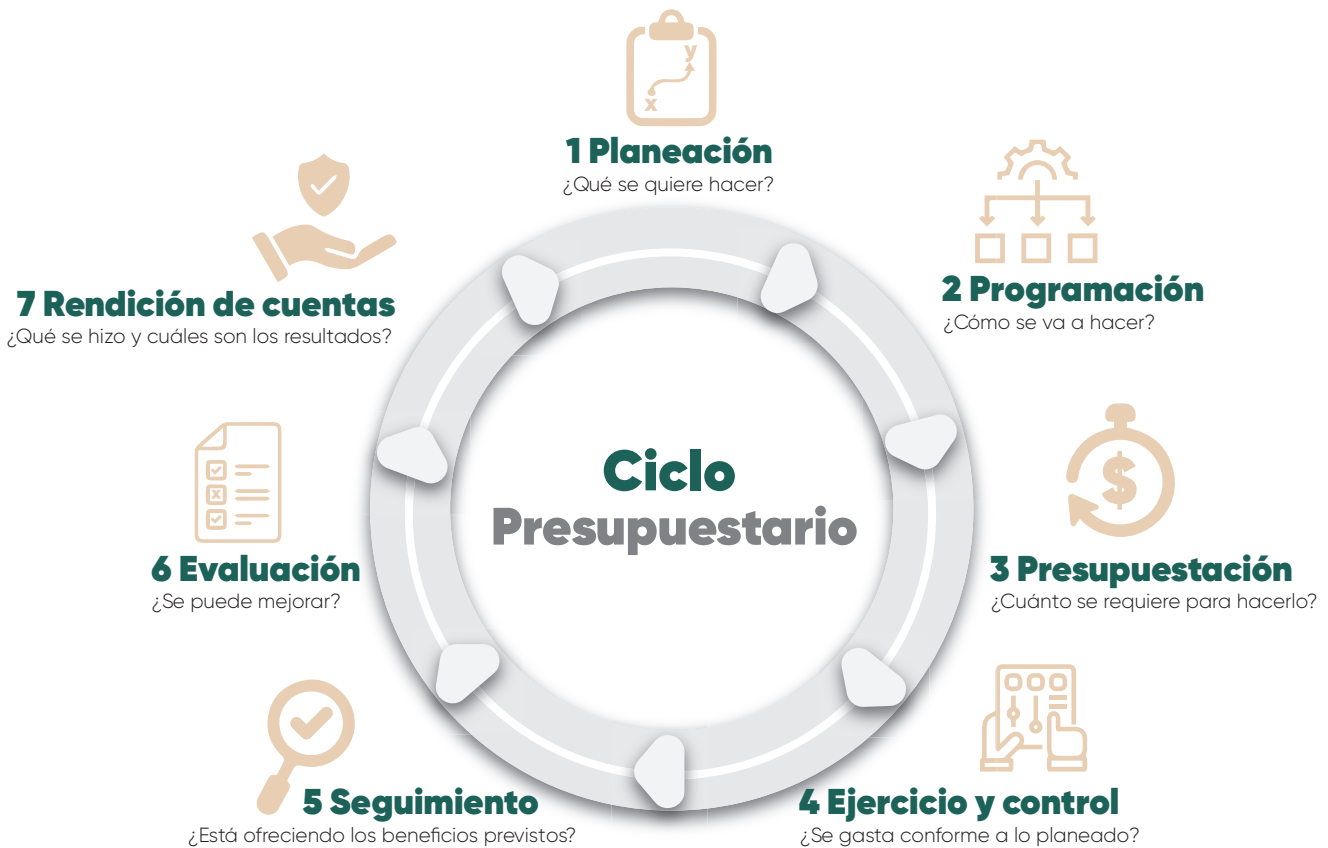 y
x
1 Planeación
¿Qué se quiere hacer?
2 Programación
¿Cómo se va a hacer?
$
3 Presupuestación
¿Cuánto se requiere para hacerlo?
4 Ejercicio y control
¿Se gasta conforme a lo planeado?
5 Seguimiento
¿Está ofreciendo los beneficios previstos?
6 Evaluación
¿Se puede mejorar?
7 Rendición de cuentas
¿Qué se hizo y cuáles son los resultados?
Ciclo
Presupuestario